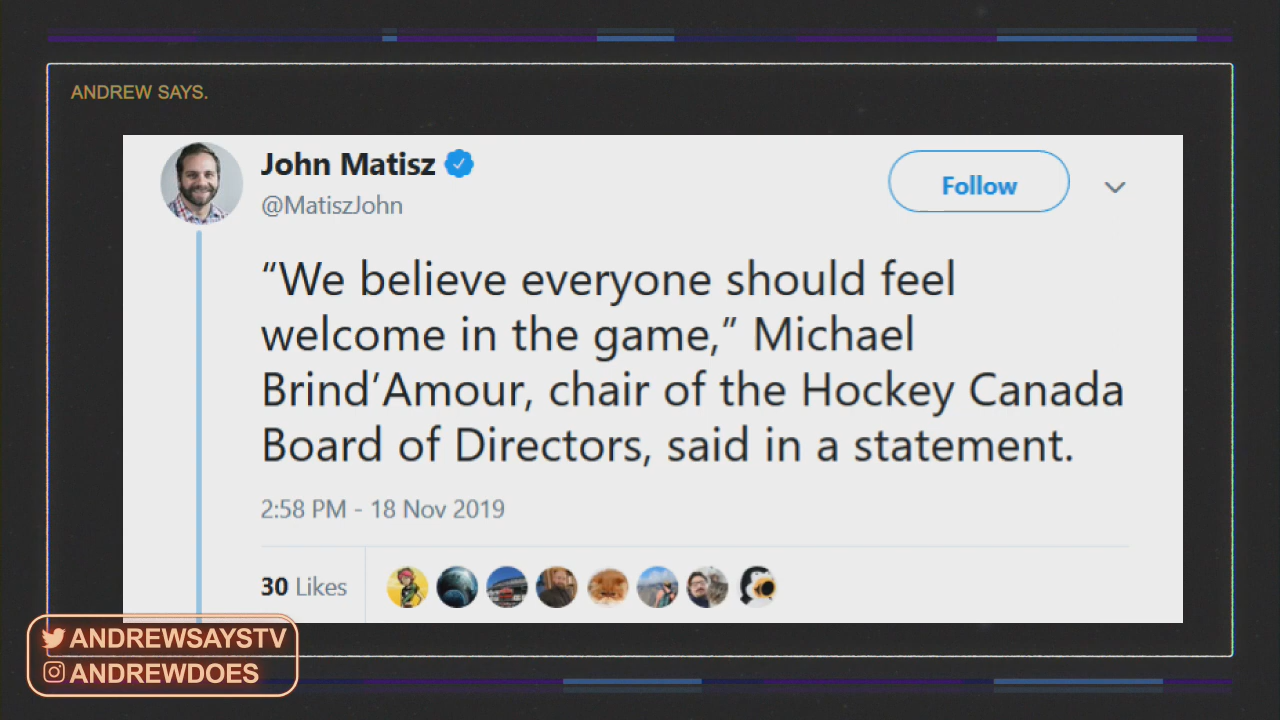 ANDREW SAYS.
John Matisz
@MatiszJohn
Follow
“We believe everyone should feel
welcome in the game,” Michael
Brind’Amour, chair of the Hockey Canada
Board of Directors, said in a statement.
2:58 PM - 18 Nov 2019
30 Likes
ANDREWSAYSTV
ANDREWDOES